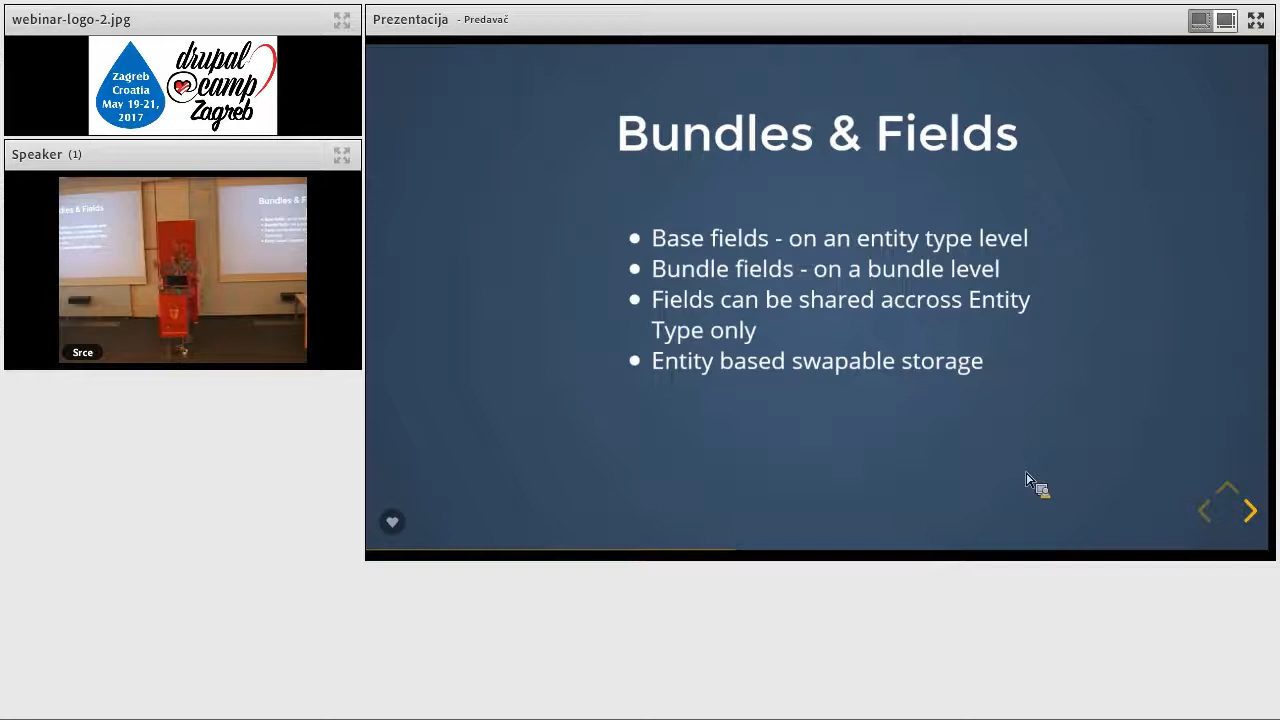 webinar-logo-2.jpg
Zagreb
Croatia
May 19-21,
2017
drupal
camp
Zagreb
Speaker (1)
Bundles & F
Srce
Prezentacija - Predavač
Bundles & Fields
Base fields - on an entity type level
Bundle fields - on a bundle level
Fields can be shared accross Entity
Type only
Entity based swapable storage